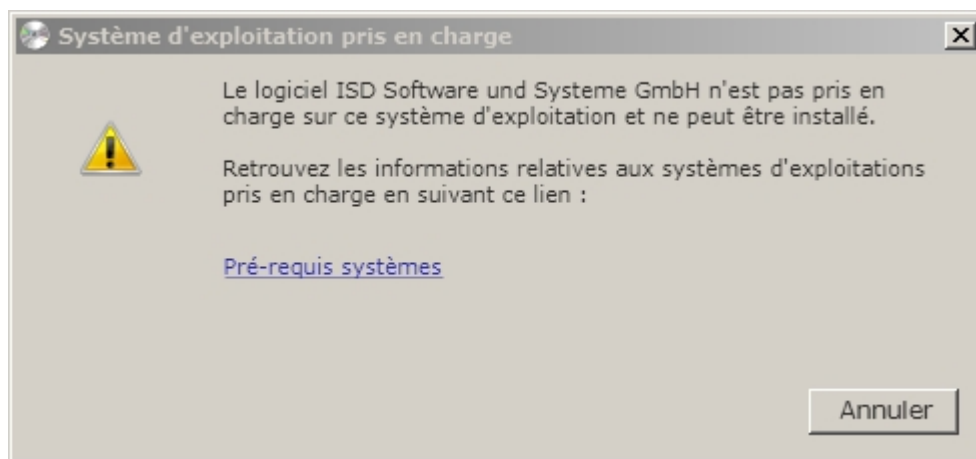 Système d'exploitation pris en charge
Le logiciel ISD Software und Systeme GmbH n'est pas pris en
charge sur ce système d'exploitation et ne peut être installé.
Retrouvez les informations relatives aux systèmes d'exploitations
pris en charge en suivant ce lien :
Pré-requis systèmes
Annuler